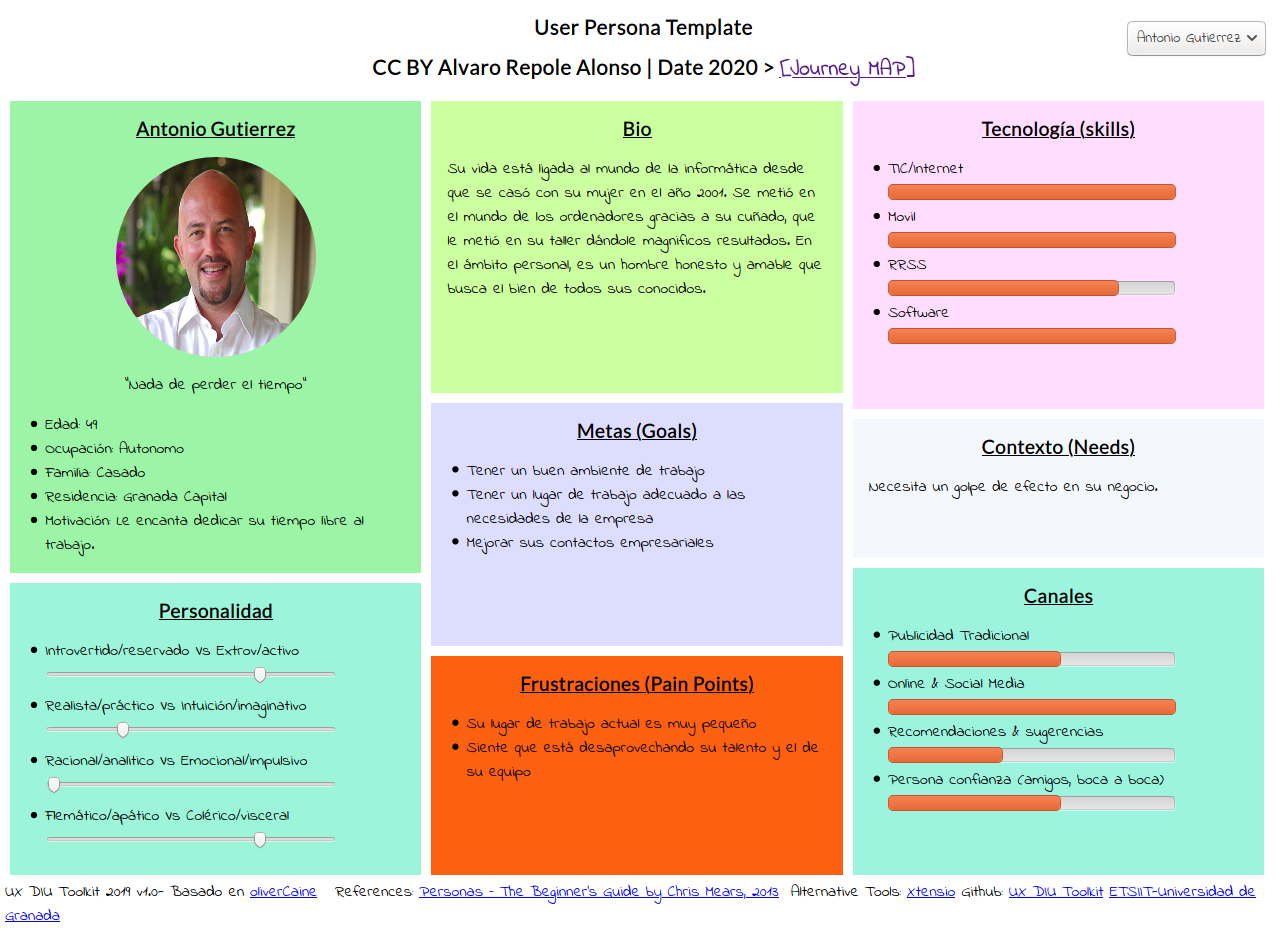 User Persona Template
Antonio Gutierrez
CC BY Alvaro Repole Alonso | Date 2020 > [Journey MAP]
Antonio Gutierrez
"Nada de perder el tiempo"
Edad: 49
Ocupación: Autonomo
Familia: Casado
Residencia: Granada Capital
Motivación: Le encanta dedicar su tiempo libre al
trabajo.
Personalidad
Introvertido/reservado Vs Extrov/activo
Realista/práctico Vs Intuición/imaginativo
Racional/analítico Vs Emocional/impulsivo
Flemático/apático Vs Colérico/visceral
Bio
Su vida está ligada al mundo de la informática desde
que se casó con su mujer en el año 2001. Se metió en
el mundo de los ordenadores gracias a su cuñado, que
le metió en su taller dándole magnificos resultados. En
el ámbito personal, es un hombre honesto y amable que
busca el bien de todos sus conocidos.
Metas (Goals)
Tener un buen ambiente de trabajo
Tener un lugar de trabajo adecuado a las
necesidades de la empresa
Mejorar sus contactos empresariales
Frustraciones (Pain Points)
Su lugar de trabajo actual es muy pequeño
Siente que está desaprovechando su talento y el de
su equipo
Tecnología (skills)
TIC/Internet
Movil
RRSS
Software
Contexto (Needs)
Necesita un golpe de efecto en su negocio.
Canales
Publicidad Tradicional
Online & Social Media
Recomendaciones & sugerencias
Persona confianza (amigos, boca a boca)
UX DIU Toolkit 2019 v1.0- Basado en oliverCaine References: Personas - The Beginner's Guide by Chris Mears, 2013 Alternative Tools: Xtensio Github: UX DIU Toolkit ETSIIT-Universidad de
Granada